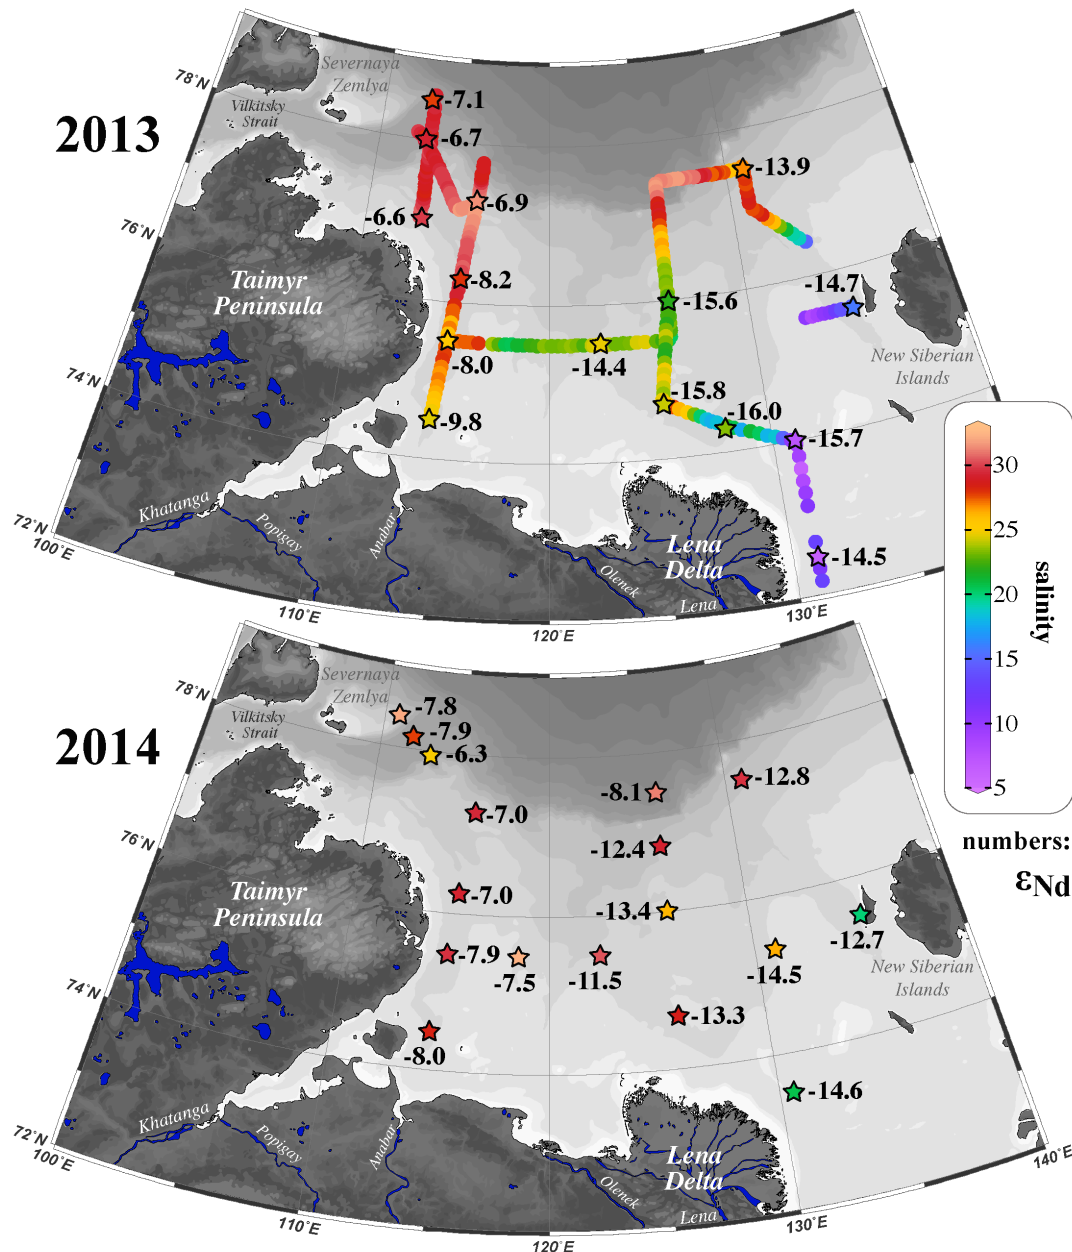 2013
78°N
76°N
74°N
72°N
100°E
110°E
120°E
130°E
Severnaya
Zemlya
Vilkitsky
Strait
Taimyr
Peninsula
Khatanga
Popigay
Anabar
Olenek
Lena
Lena
Delta
New Siberian
Islands
-7.1
-6.7
-6.9
-6.6
-8.2
-8.0
-9.8
-14.4
-13.9
-15.6
-14.7
-15.8
-16.0
-15.7
-14.5
30
25
20
15
10
5
salinity
numbers:
εNd
2014
78°N
76°N
74°N
72°N
100°E
110°E
120°E
130°E
140°E
Severnaya
Zemlya
Vilkitsky
Strait
Taimyr
Peninsula
Khatanga
Popigay
Anabar
Olenek
Lena
Lena
Delta
New Siberian
Islands
-7.8
-7.9
-6.3
-7.0
-7.0
-7.9
-7.5
-8.0
-8.1
-12.8
-12.4
-13.4
-11.5
-12.7
-14.5
-13.3
-14.6